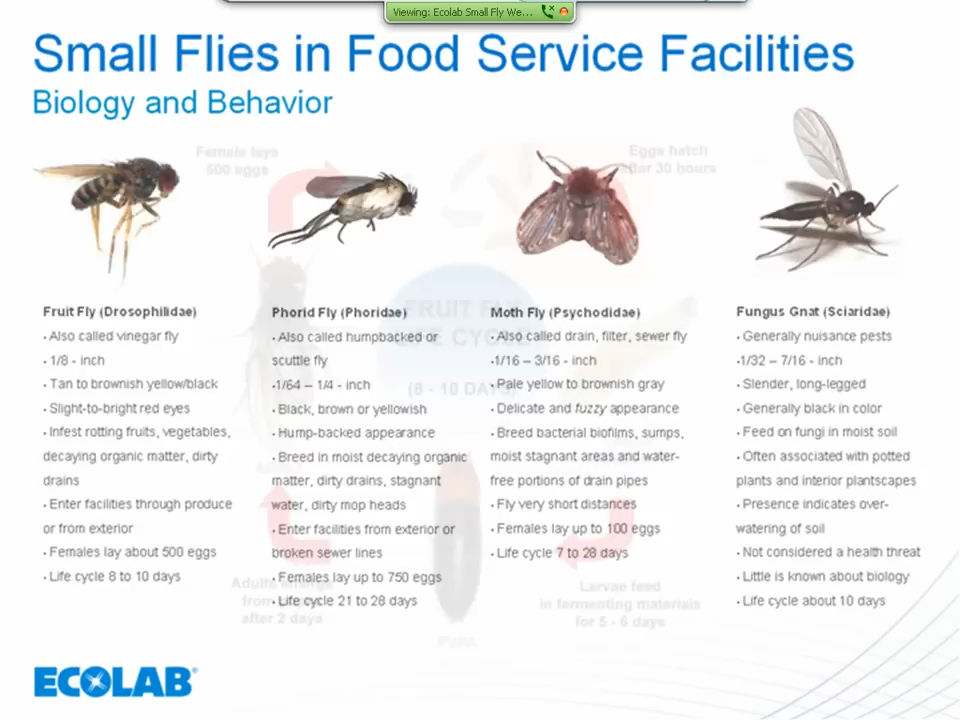 Viewing: Ecolab Small Fly We...
Small Flies in Food Service Facilities
Biology and Behavior
Female lays
500 eggs
Eggs hatch
30 hours
FRUIT FLY
LIFE CYCLE
(8 - 10 DAYS)
Fruit Fly (Drosophilidae)
• Also called vinegar fly
• 1/8 - inch
• Tan to brownish yellow/black
• Slight-to-bright red eyes
• Infest rotting fruits, vegetables,
decaying organic matter, dirty
drains
• Enter facilities through produce
or from exterior
• Females lay about 500 eggs
• Life cycle 8 to 10 days
Phorid Fly (Phoridae)
• Also called humpbacked or
scuttle fly
• 1/64 – 1/4 - inch
• Black, brown or yellowish
• Hump-backed appearance
• Breed in moist decaying organic
matter, dirty drains, stagnant
water, dirty mop heads
• Enter facilities from exterior or
broken sewer lines
• Females lay up to 750 eggs
• Life cycle 21 to 28 days
Moth Fly (Psychodidae)
• Also called drain, filter, sewer fly
• 1/16 – 3/16 - inch
• Pale yellow to brownish gray
• Delicate and fuzzy appearance
• Breed bacterial biofilms, sumps,
moist stagnant areas and water-
free portions of drain pipes
• Fly very short distances
• Females lay up to 100 eggs
• Life cycle 7 to 28 days
Fungus Gnat (Sciaridae)
• Generally nuisance pests
• 1/32 – 7/16 - inch
• Slender, long-legged
• Generally black in color
• Feed on fungi in moist soil
• Often associated with potted
plants and interior plantscapes
• Presence indicates over-
watering of soil
• Not considered a health threat
• Little is known about biology
• Life cycle about 10 days
Adults
from
after 2 days
Larvae feed
in fermenting materials
for 5 - 6 days
PUPA
ECOLAB®